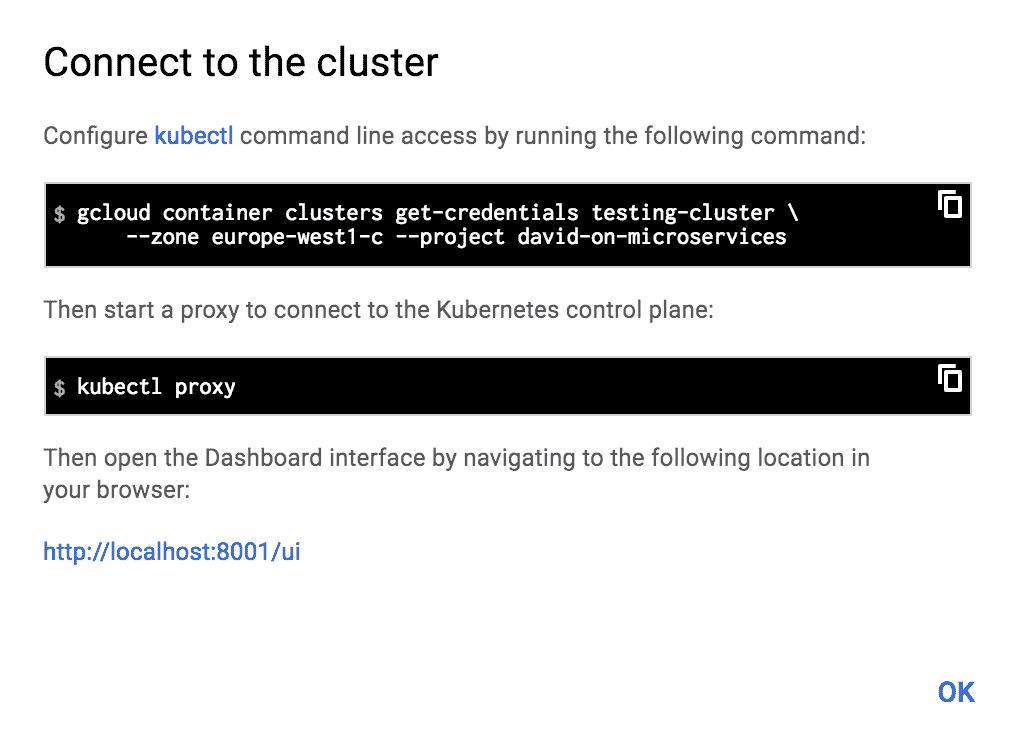 Connect to the cluster
Configure kubectl command line access by running the following command:
$ gcloud container clusters get-credentials testing-cluster \
--zone europe-west1-c --project david-on-microservices
Then start a proxy to connect to the Kubernetes control plane:
$ kubectl proxy
Then open the Dashboard interface by navigating to the following location in
your browser:
http://localhost:8001/ui
OK